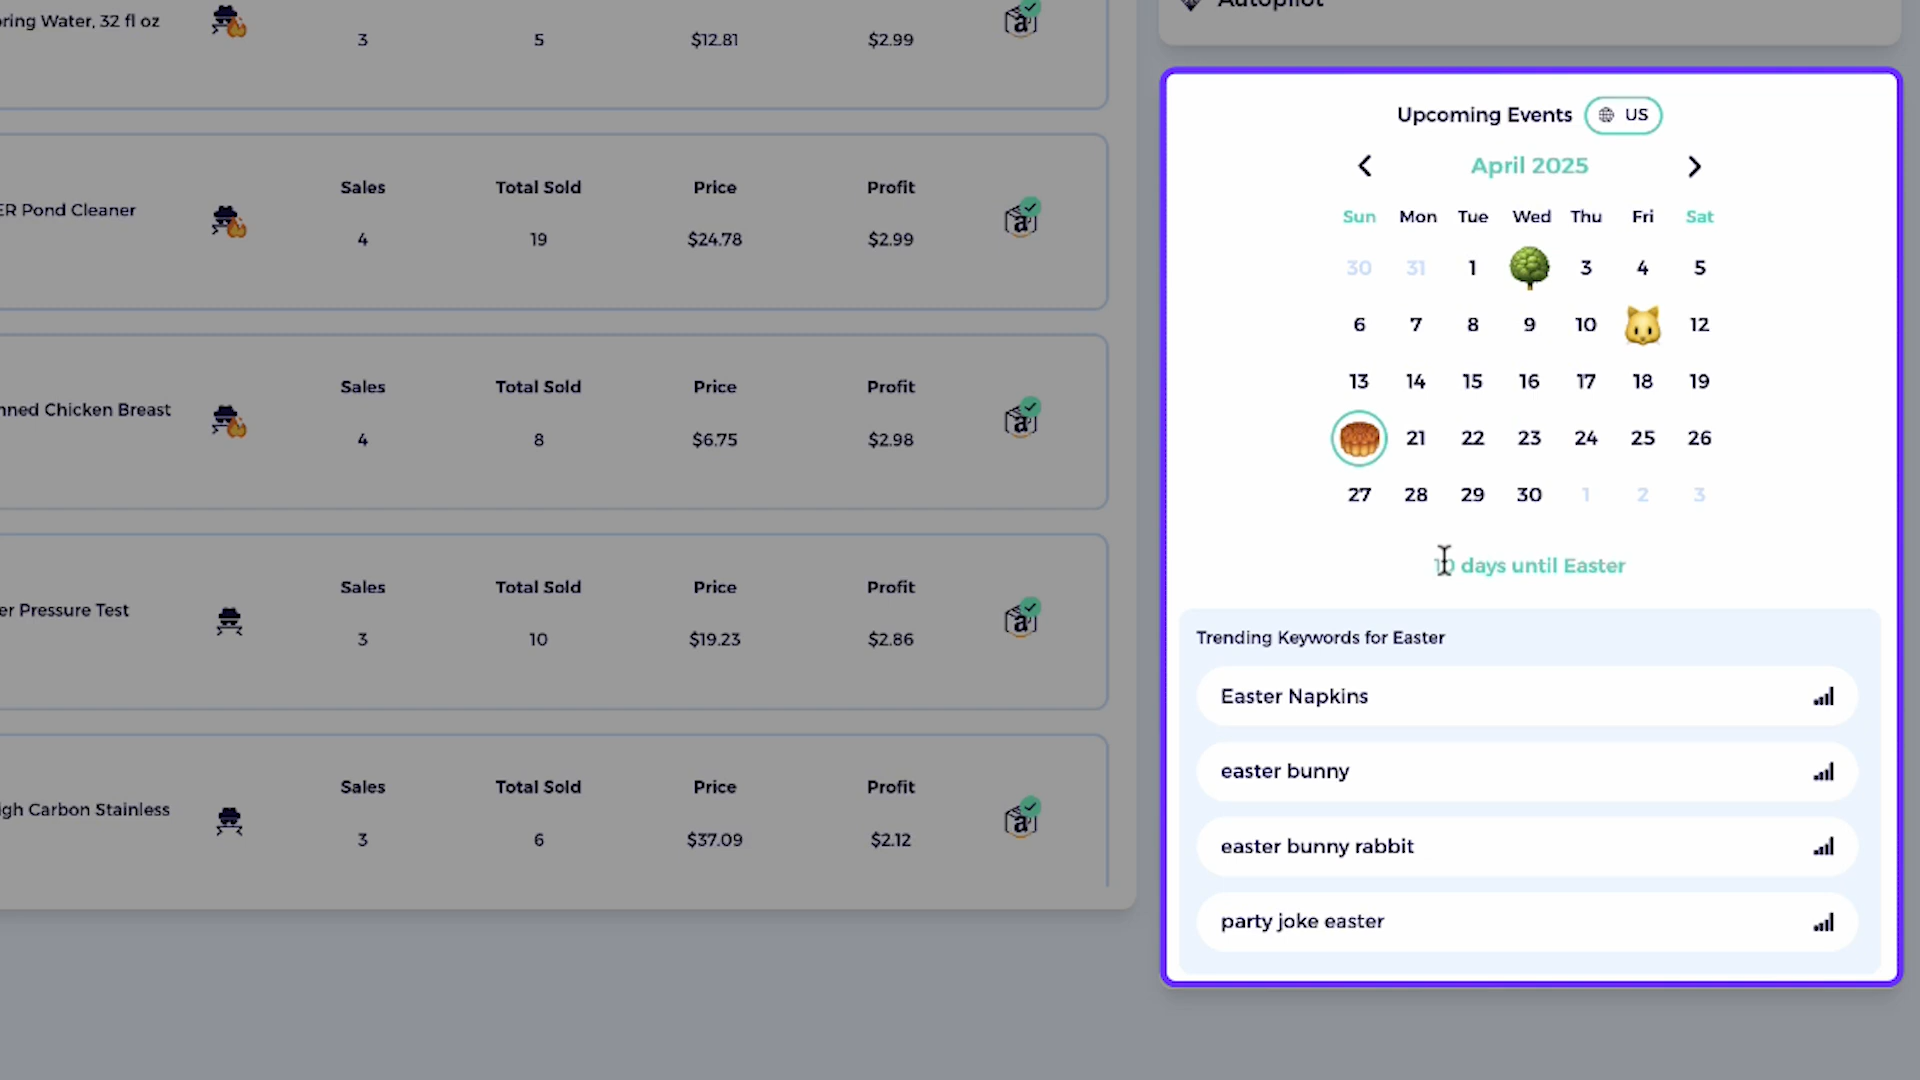 ring Water, 32 fl oz
3 5 $12.81 $2.99
Sales Total Sold Price Profit
ER Pond Cleaner
4 19 $24.78 $2.99
Sales Total Sold Price Profit
nned Chicken Breast
4 8 $6.75 $2.98
Sales Total Sold Price Profit
er Pressure Test
3 10 $19.23 $2.86
Sales Total Sold Price Profit
igh Carbon Stainless
3 6 $37.09 $2.12
Autopilot
Upcoming Events US
April 2025
Sun Mon Tue Wed Thu Fri Sat
30 31 1 3 4 5
6 7 8 9 10 12
13 14 15 16 17 18 19
21 22 23 24 25 26
27 28 29 30 1 2 3
days until Easter
Trending Keywords for Easter
Easter Napkins
easter bunny
easter bunny rabbit
party joke easter